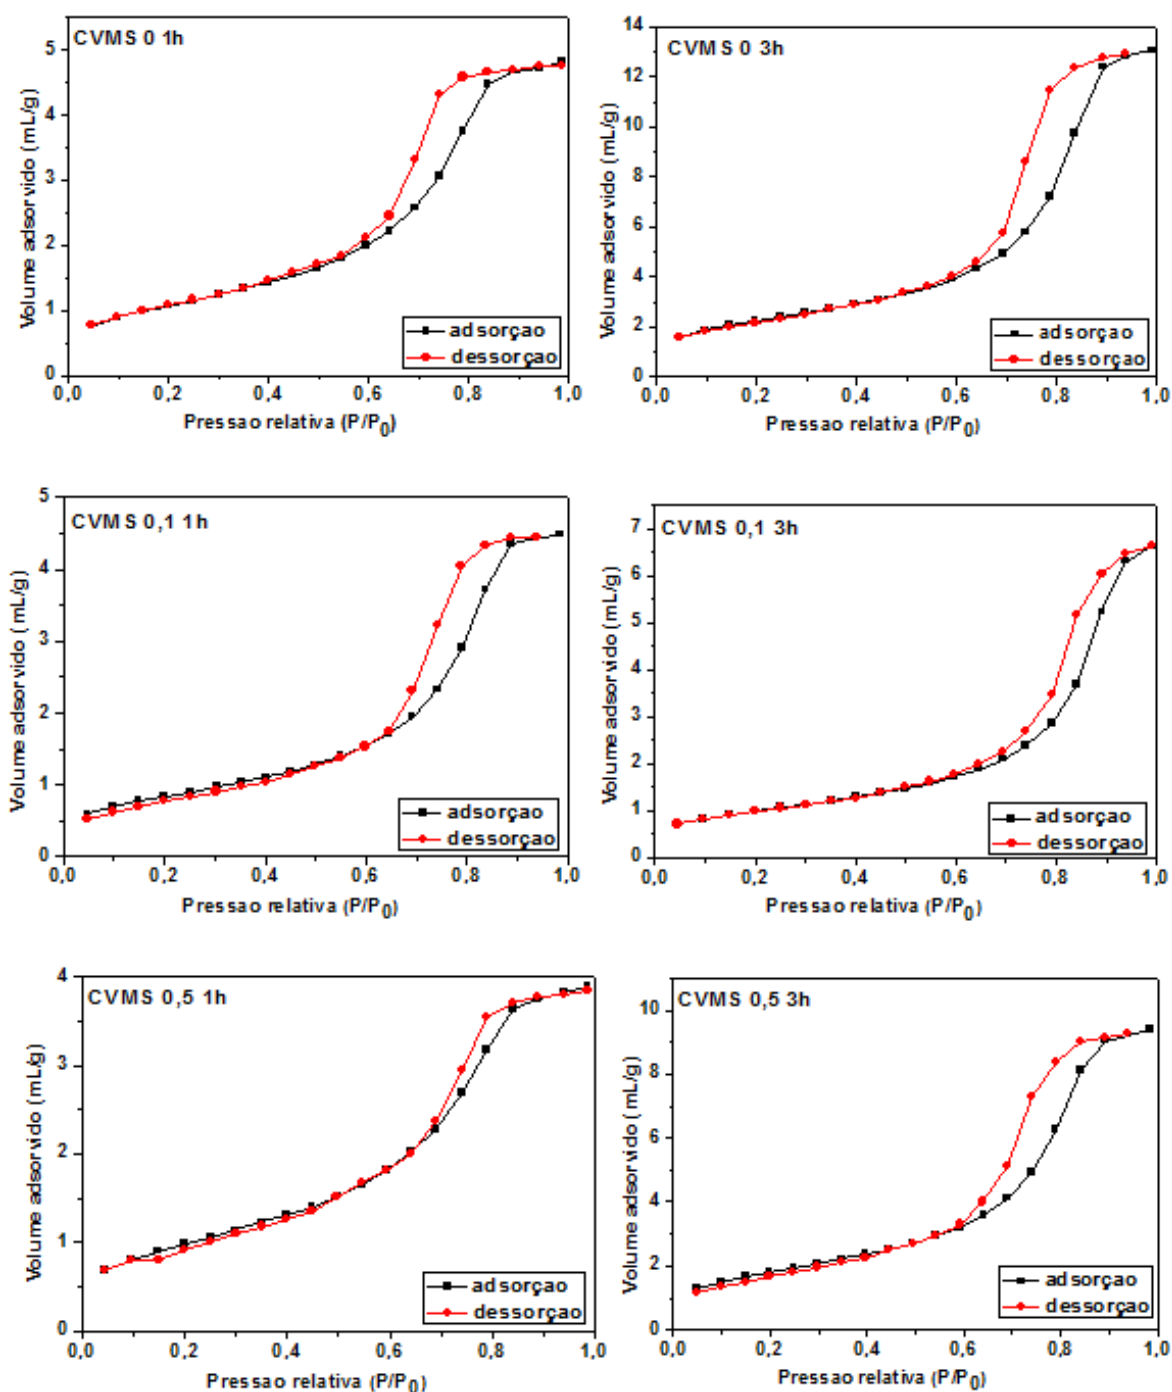 CVMS 0 1h
5
4
3
2
1
0
Volume adsorvido (mL/g)
adsorçao
dessorçao
0,0 0,2 0,4 0,6 0,8 1,0
Pressao relativa (P/P0)
CVMS 0 3h
14
12
10
8
6
4
2
0
Volume adsorvido (mL/g)
adsorçao
dessorçao
0,0 0,2 0,4 0,6 0,8 1,0
Pressao relativa (P/P0)
CVMS 0,1 1h
5
4
3
2
1
0
Volume adsorvido (mL/g)
adsorçao
dessorçao
0,0 0,2 0,4 0,6 0,8 1,0
Pressao relativa (P/P0)
CVMS 0,1 3h
7
6
5
4
3
2
1
0
Volume adsorvido (mL/g)
adsorçao
dessorçao
0,0 0,2 0,4 0,6 0,8 1,0
Pressao relativa (P/P0)
CVMS 0,5 1h
4
3
2
1
0
Volume adsorvido (mL/g)
adsorçao
dessorçao
0,0 0,2 0,4 0,6 0,8 1,0
Pressao relativa (P/P0)
CVMS 0,5 3h
10
8
6
4
2
0
Volume adsorvido (mL/g)
adsorçao
dessorçao
0,0 0,2 0,4 0,6 0,8 1,0
Pressao relativa (P/P0)